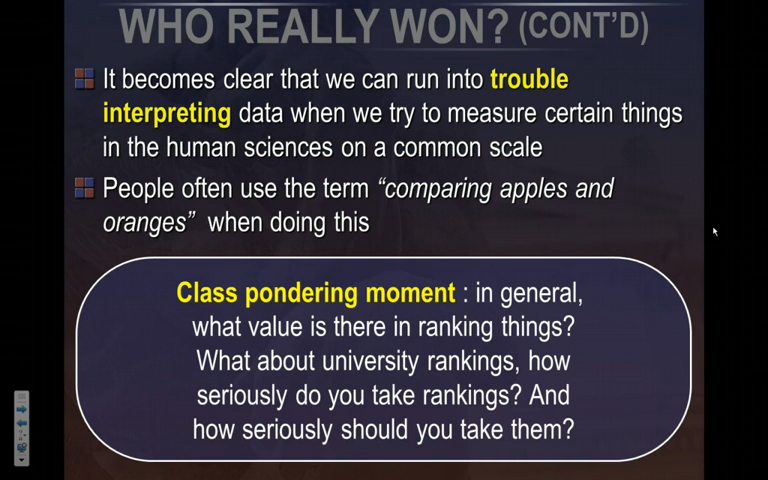 WHO REALLY WON? (CONT'D)
It becomes clear that we can run into trouble
interpreting data when we try to measure certain things
in the human sciences on a common scale
People often use the term “comparing apples and
oranges” when doing this
Class pondering moment : in general,
what value is there in ranking things?
What about university rankings, how
seriously do you take rankings? And
how seriously should you take them?